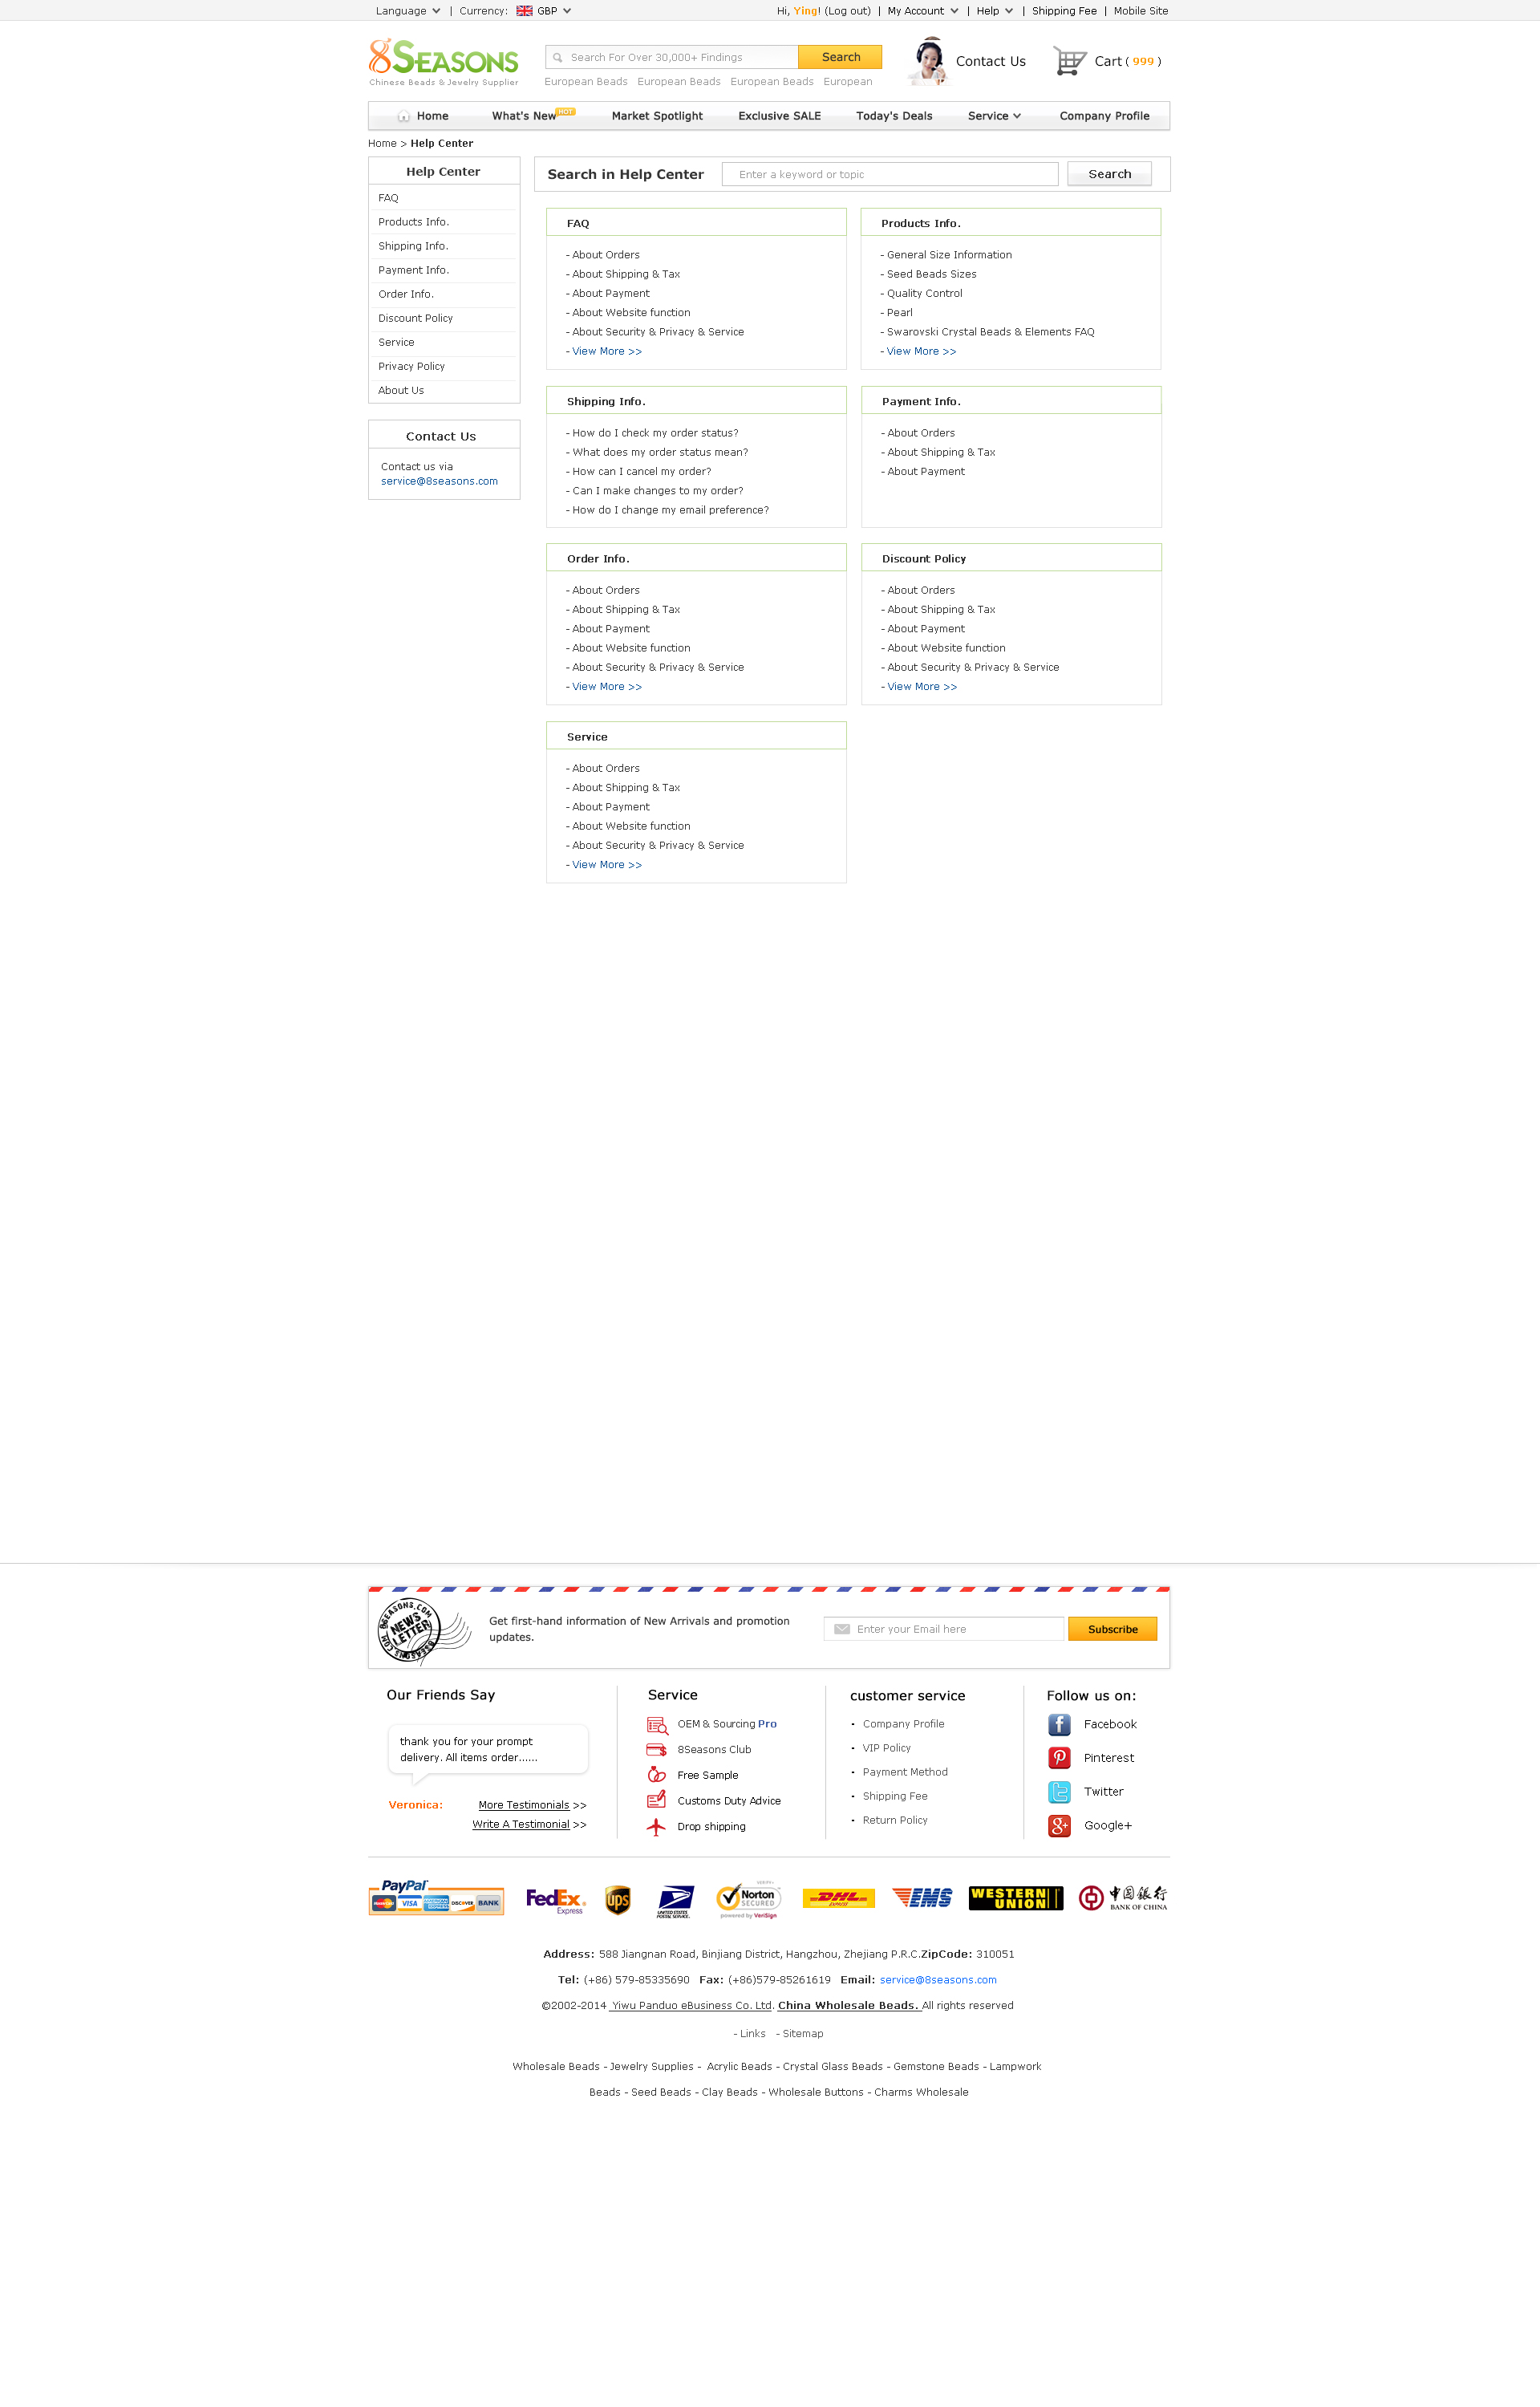 Language | Currency: GBP Hi, Ying! (Log out) | My Account | Help | Shipping Fee | Mobile Site
8SEASONS
Chinese Beads & Jewelry Supplier
Search For Over 30,000+ Findings Search
European Beads European Beads European Beads European
Contact Us
Cart ( 999 )
Home What's New HOT Market Spotlight Exclusive SALE Today's Deals Service Company Profile
Home > Help Center
Help Center
FAQ
Products Info.
Shipping Info.
Payment Info.
Order Info.
Discount Policy
Service
Privacy Policy
About Us
Contact Us
Contact us via
service@8seasons.com
Search in Help Center Enter a keyword or topic Search
FAQ
- About Orders
- About Shipping & Tax
- About Payment
- About Website function
- About Security & Privacy & Service
- View More >>
Products Info.
- General Size Information
- Seed Beads Sizes
- Quality Control
- Pearl
- Swarovski Crystal Beads & Elements FAQ
- View More >>
Shipping Info.
- How do I check my order status?
- What does my order status mean?
- How can I cancel my order?
- Can I make changes to my order?
- How do I change my email preference?
Payment Info.
- About Orders
- About Shipping & Tax
- About Payment
Order Info.
- About Orders
- About Shipping & Tax
- About Payment
- About Website function
- About Security & Privacy & Service
- View More >>
Discount Policy
- About Orders
- About Shipping & Tax
- About Payment
- About Website function
- About Security & Privacy & Service
- View More >>
Service
- About Orders
- About Shipping & Tax
- About Payment
- About Website function
- About Security & Privacy & Service
- View More >>
8SEASONS.COM
NEWS
LETTER
8SEASONS.COM
Get first-hand information of New Arrivals and promotion
updates.
Enter your Email here Subscribe
Our Friends Say
thank you for your prompt
delivery. All items order......
Veronica: More Testimonials >>
Write A Testimonial >>
Service
OEM & Sourcing Pro
8Seasons Club
Free Sample
Customs Duty Advice
Drop shipping
customer service
Company Profile
VIP Policy
Payment Method
Shipping Fee
Return Policy
Follow us on:
Facebook
Pinterest
Twitter
Google+
PayPal
MasterCard VISA DISCOVER BANK
FedEx
Express
ups
UNITED STATES
POSTAL SERVICE.
Norton
SECURED
powered by VeriSign
DHL
EXPRESS
EMS
WESTERN
UNION
中国银行
BANK OF CHINA
Address: 588 Jiangnan Road, Binjiang District, Hangzhou, Zhejiang P.R.C.ZipCode: 310051
Tel: (+86) 579-85335690 Fax: (+86)579-85261619 Email: service@8seasons.com
©2002-2014 Yiwu Panduo eBusiness Co. Ltd. China Wholesale Beads. All rights reserved
- Links - Sitemap
Wholesale Beads - Jewelry Supplies - Acrylic Beads - Crystal Glass Beads - Gemstone Beads - Lampwork
Beads - Seed Beads - Clay Beads - Wholesale Buttons - Charms Wholesale